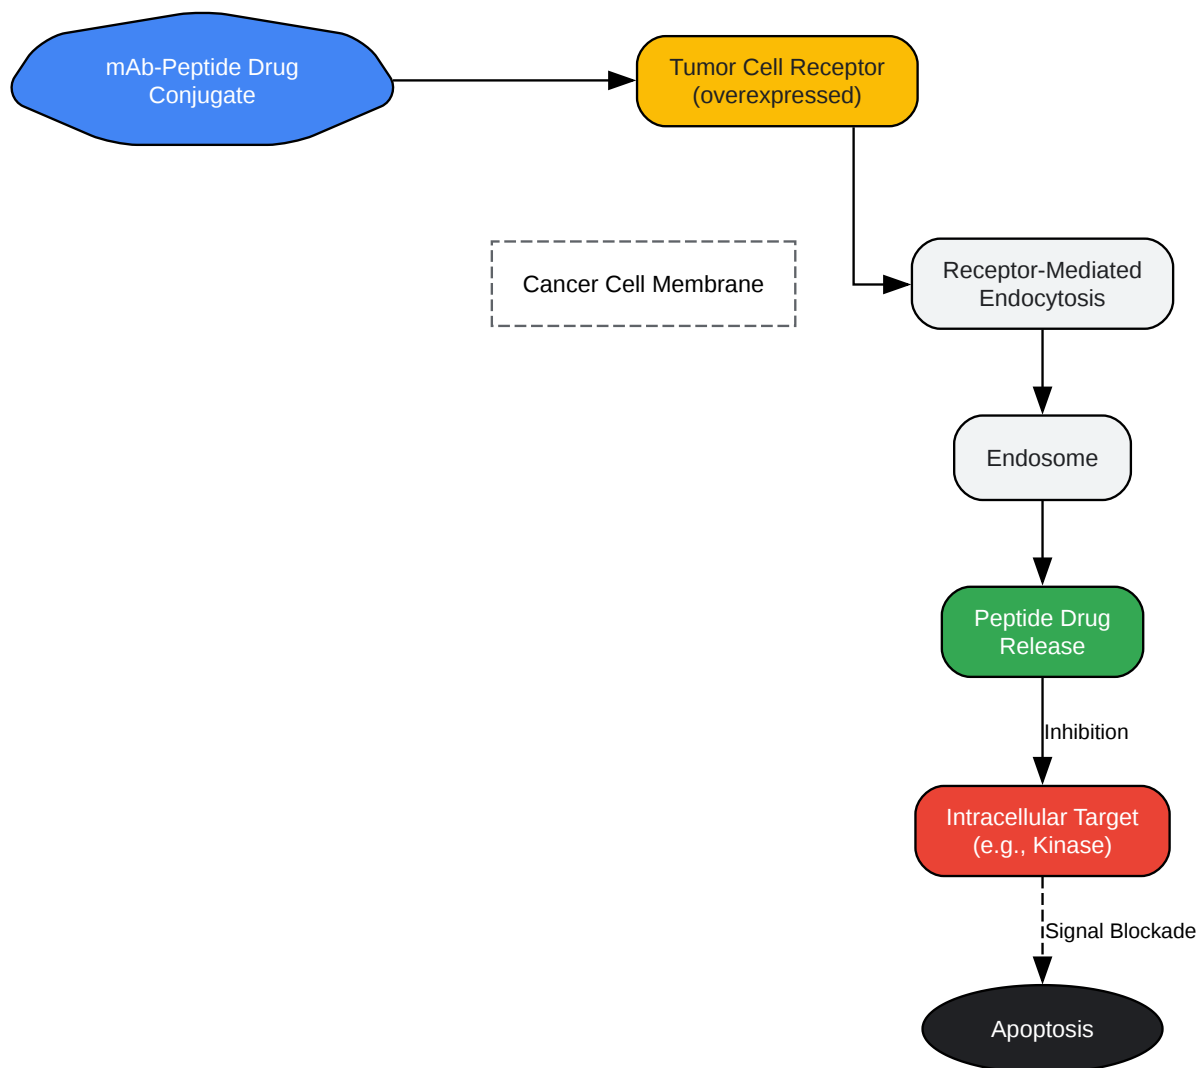 mAb-Peptide Drug
Conjugate
Tumor Cell Receptor
(overexpressed)
Cancer Cell Membrane
Receptor-Mediated
Endocytosis
Endosome
Peptide Drug
Release
Inhibition
Intracellular Target
(e.g., Kinase)
Signal Blockade
Apoptosis